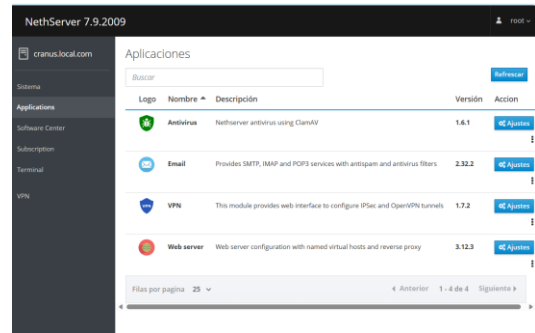 NethServer 7.9.2009
root
cranus.local.com
Sistema
Applications
Software Center
Subscription
Terminal
VPN
Aplicaciones
Buscar
Refrescar
Logo Nombre Descripción Versión Accion
Antivirus Nethserver antivirus using ClamAV 1.6.1 Ajustes
Email Provides SMTP, IMAP and POP3 services with antispam and antivirus filters 2.32.2 Ajustes
VPN VPN This module provides web interface to configure IPSec and OpenVPN tunnels 1.7.2 Ajustes
Web server Web server configuration with named virtual hosts and reverse proxy 3.12.3 Ajustes
Filas por pagina 25 Anterior 1 - 4 de 4 Siguiente